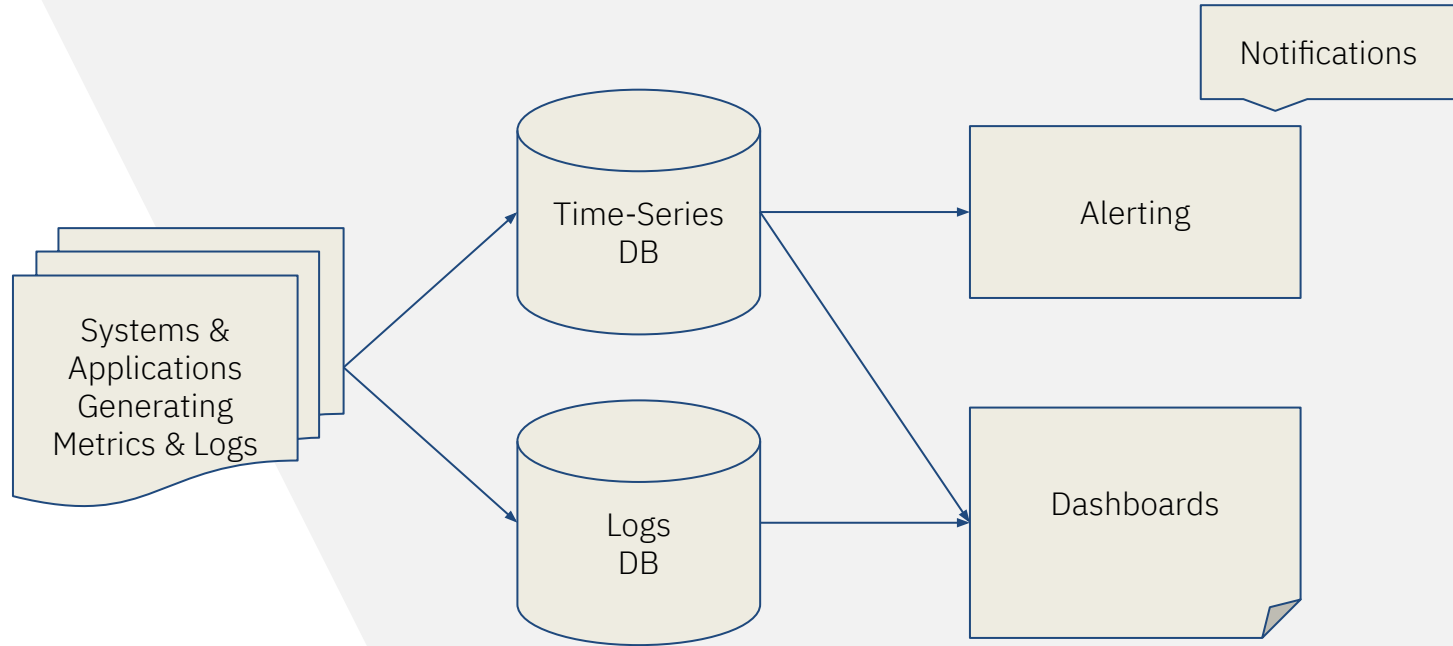 Notifications
Time-Series
DB
Alerting
Systems &
Applications
Generating
Metrics & Logs
Logs
DB
Dashboards